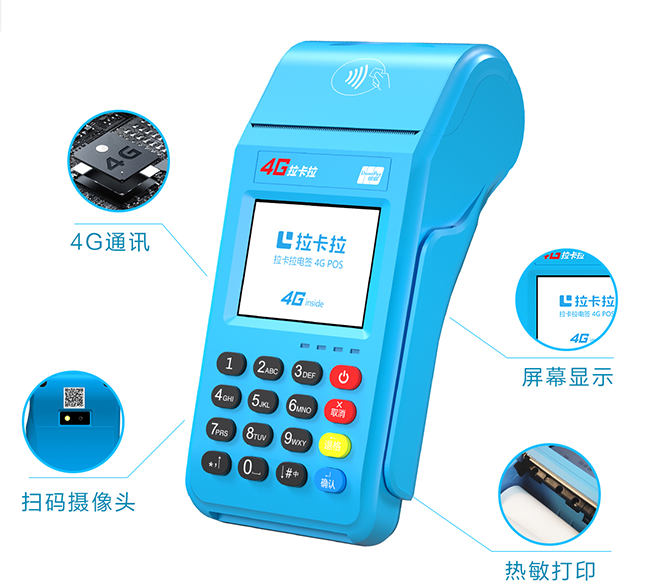 4G拉卡拉
拉卡拉
拉卡拉电签 4G POS
4G inside
1
2ABC
3DEF
4GHI
5JKL
6MNO
取消
7PRS
8TUV
9WXY
0
#中
确认
4G
4G通讯
扫码摄像头
拉卡拉
拉卡拉电签 4G POS
4G
屏幕显示
热敏打印